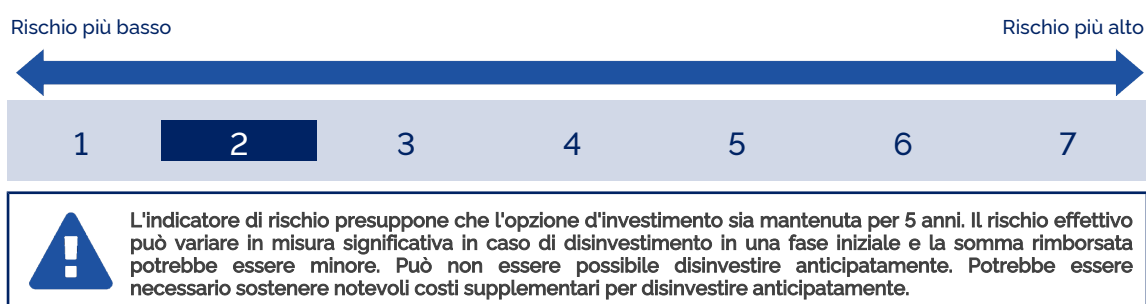 Rischio più basso Rischio più alto
1 2 3 4 5 6 7
L'indicatore di rischio presuppone che l'opzione d'investimento sia mantenuta per 5 anni. Il rischio effettivo
può variare in misura significativa in caso di disinvestimento in una fase iniziale e la somma rimborsata
potrebbe essere minore. Può non essere possibile disinvestire anticipatamente. Potrebbe essere
necessario sostenere notevoli costi supplementari per disinvestire anticipatamente.